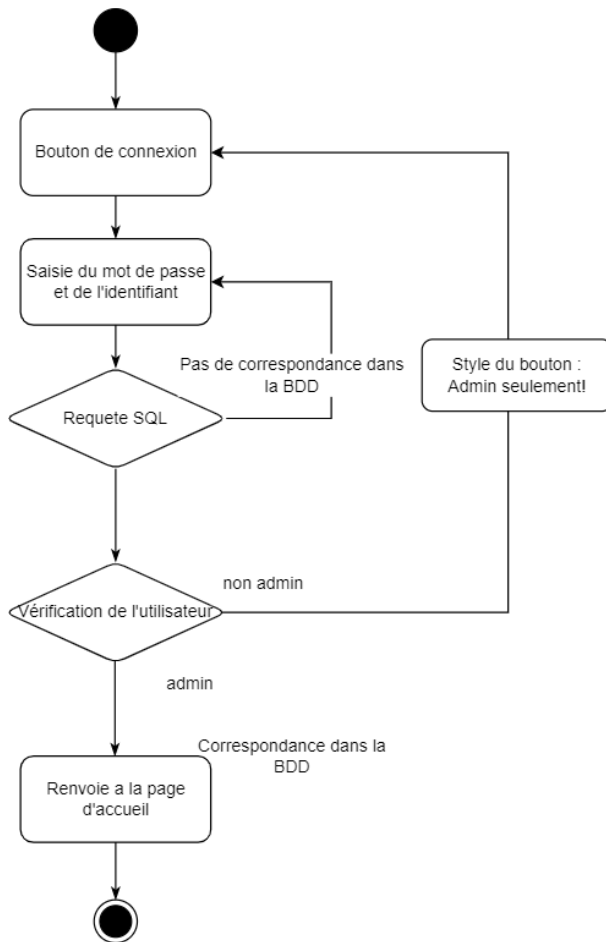 Bouton de connexion
Saisie du mot de passe
et de l'identifiant
Pas de correspondance dans
la BDD
Style du bouton :
Admin seulement!
Requete SQL
non admin
Vérification de l'utilisateur
admin
Correspondance dans la
BDD
Renvoie a la page
d'accueil